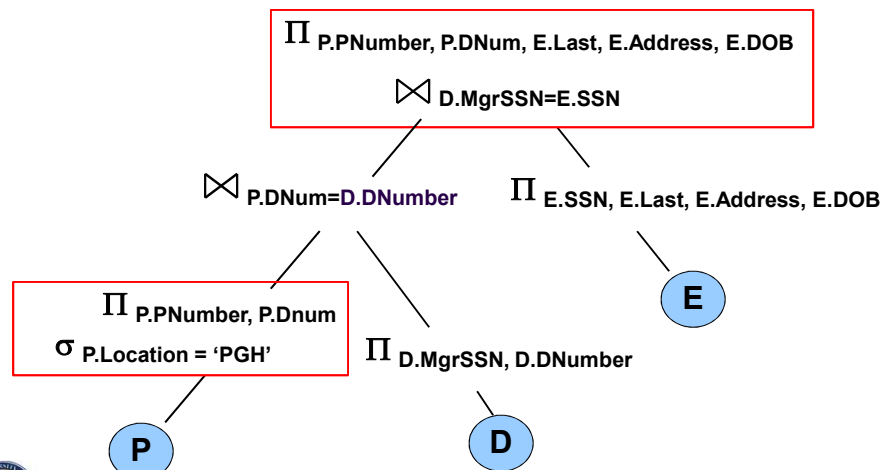 Π P.PNumber, P.DNum, E.Last, E.Address, E.DOB
⋈ D.MgrSSN=E.SSN
⋈ P.DNum=D.DNumber
Π E.SSN, E.Last, E.Address, E.DOB
E
Π P.PNumber, P.Dnum
σ P.Location = ‘PGH’
Π D.MgrSSN, D.DNumber
P
D